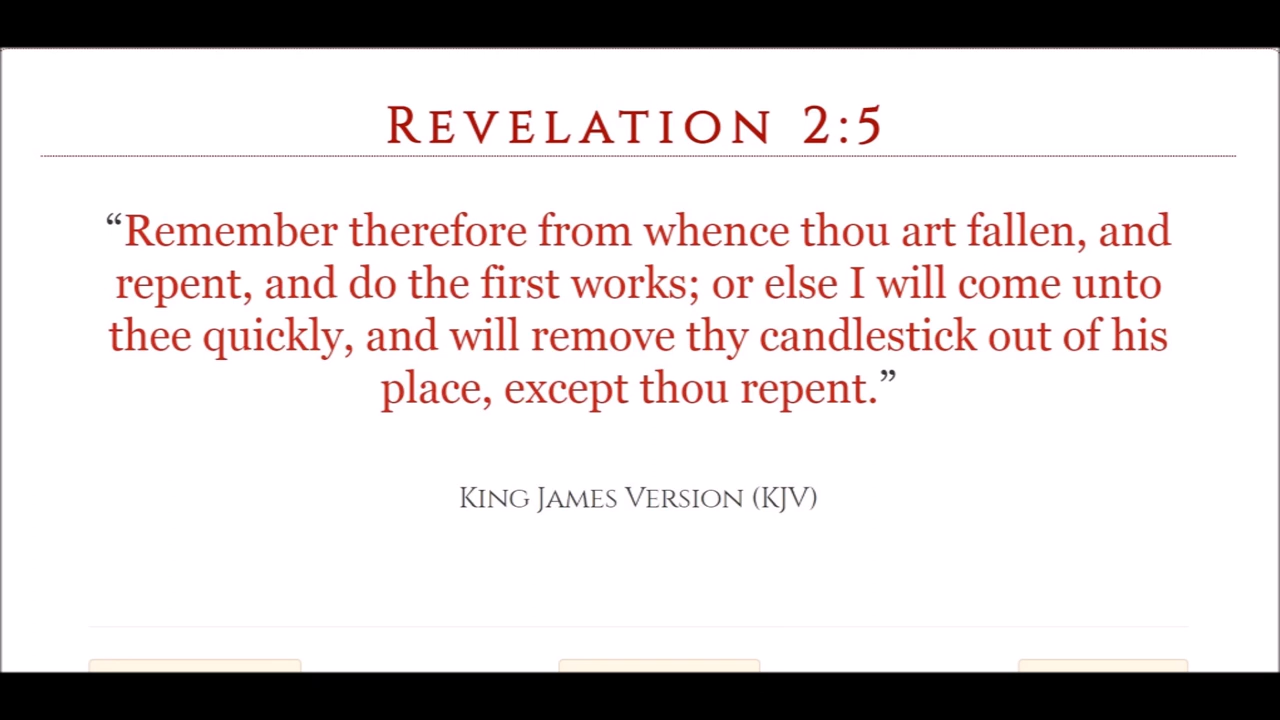 Revelation 2:5
“Remember therefore from whence thou art fallen, and
repent, and do the first works; or else I will come unto
thee quickly, and will remove thy candlestick out of his
place, except thou repent.”
King James Version (KJV)